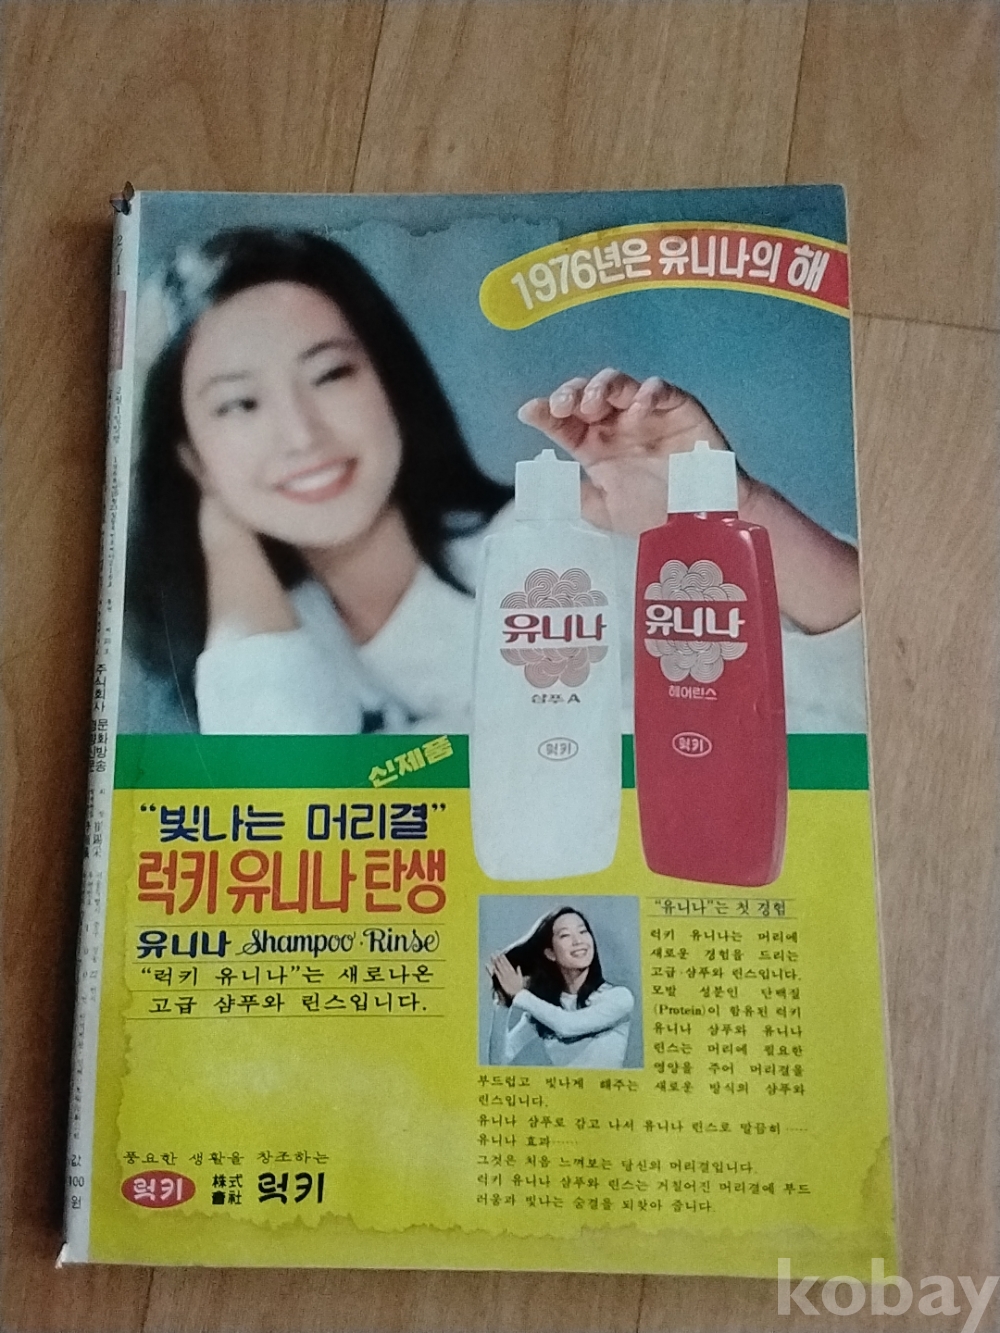 1976년은 유니나의 해
유니나
샴푸 A
럭키
유니나
헤어린스
럭키
신제품
“빛나는 머리결”
럭키 유니나 탄생
유니나 Shampoo·Rinse
“럭키 유니나”는 새로나온
고급 샴푸와 린스입니다.
“유니나”는 첫 경험
럭키 유니나는 머리에
새로운 경험을 드리는
고급 샴푸와 린스입니다.
모발 성분인 단백질
(Protein)이 함유된 럭키
유니나 샴푸와 유니나
린스는 머리에 필요한
영양을 주어 머리결을
부드럽고 빛나게 해주는 새로운 방식의 샴푸와
린스입니다.
유니나 샴푸로 감고 나서 유니나 린스로 말끔히……
유니나 효과……
그것은 처음 느껴보는 당신의 머리결입니다.
럭키 유니나 샴푸와 린스는 거칠어진 머리결에 부드
러움과 빛나는 숨결을 되찾아 줍니다.
풍요한 생활을 창조하는
럭키 株式會社 럭키
2/1
주식회사
문화방송
값
원
kobay